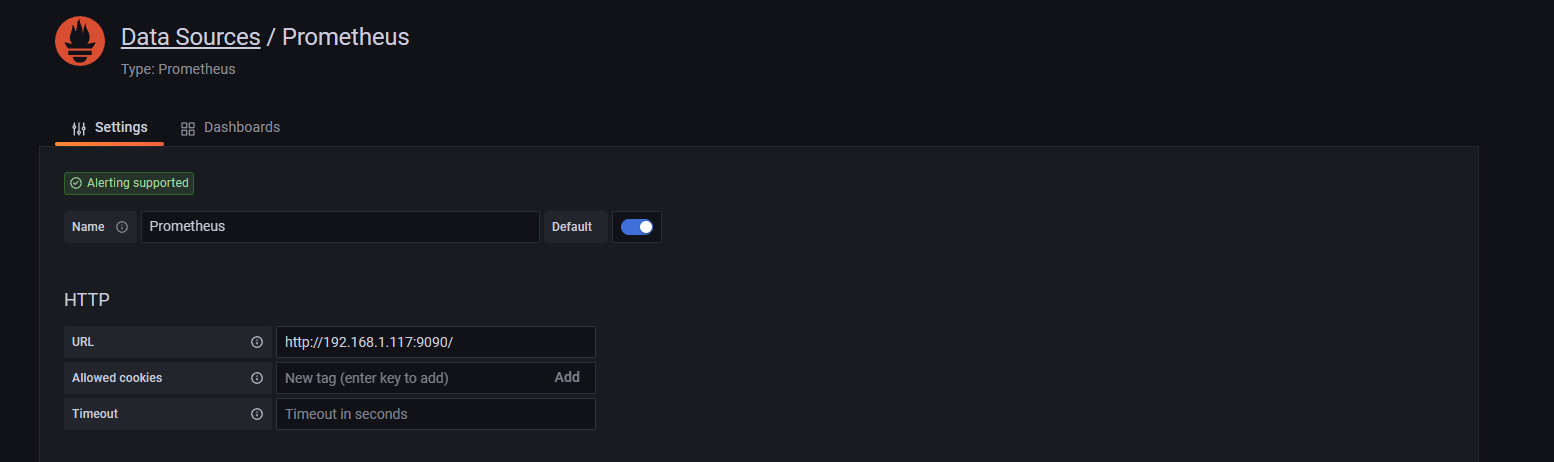 Data Sources / Prometheus
Type: Prometheus
Settings Dashboards
Alerting supported
Name Prometheus Default
HTTP
URL http://192.168.1.117:9090/
Allowed cookies New tag (enter key to add) Add
Timeout Timeout in seconds